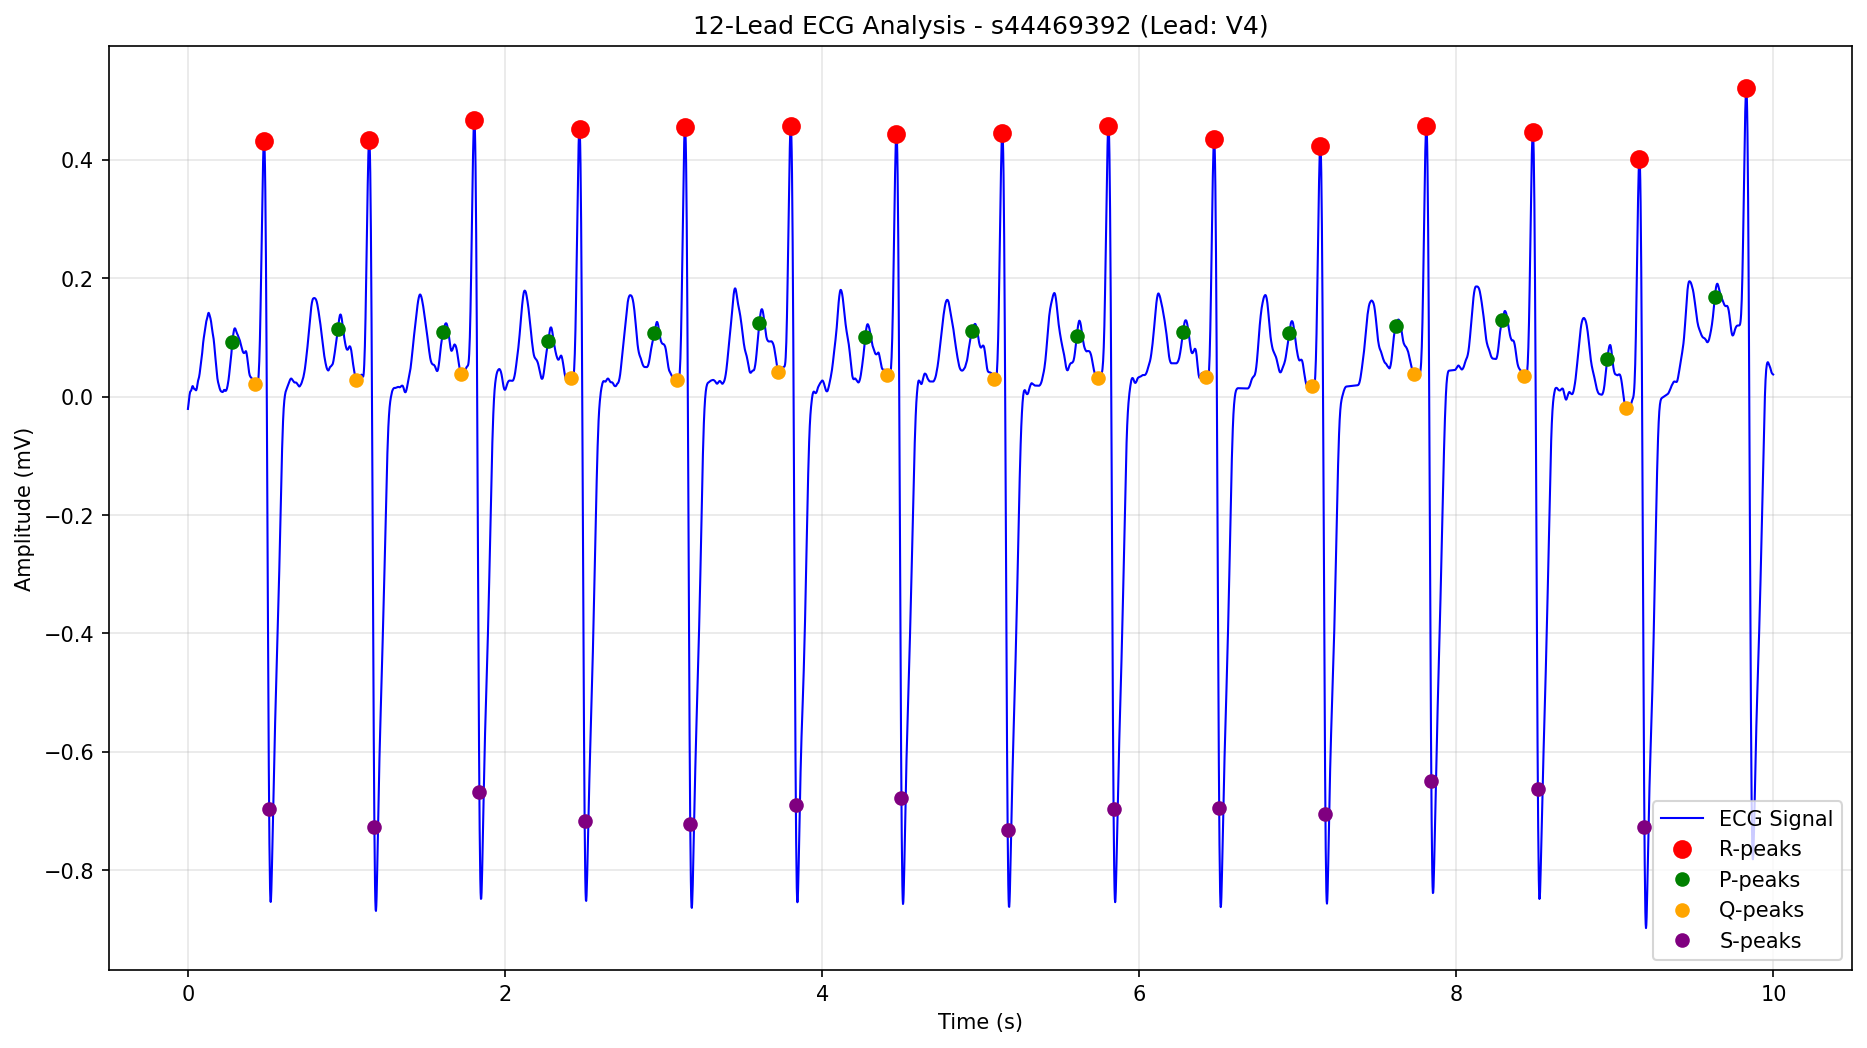 12-Lead ECG Analysis - s44469392 (Lead: V4)
Amplitude (mV)
0.4
0.2
0.0
−0.2
−0.4
−0.6
−0.8
0
2
4
6
8
10
Time (s)
ECG Signal
R-peaks
P-peaks
Q-peaks
S-peaks